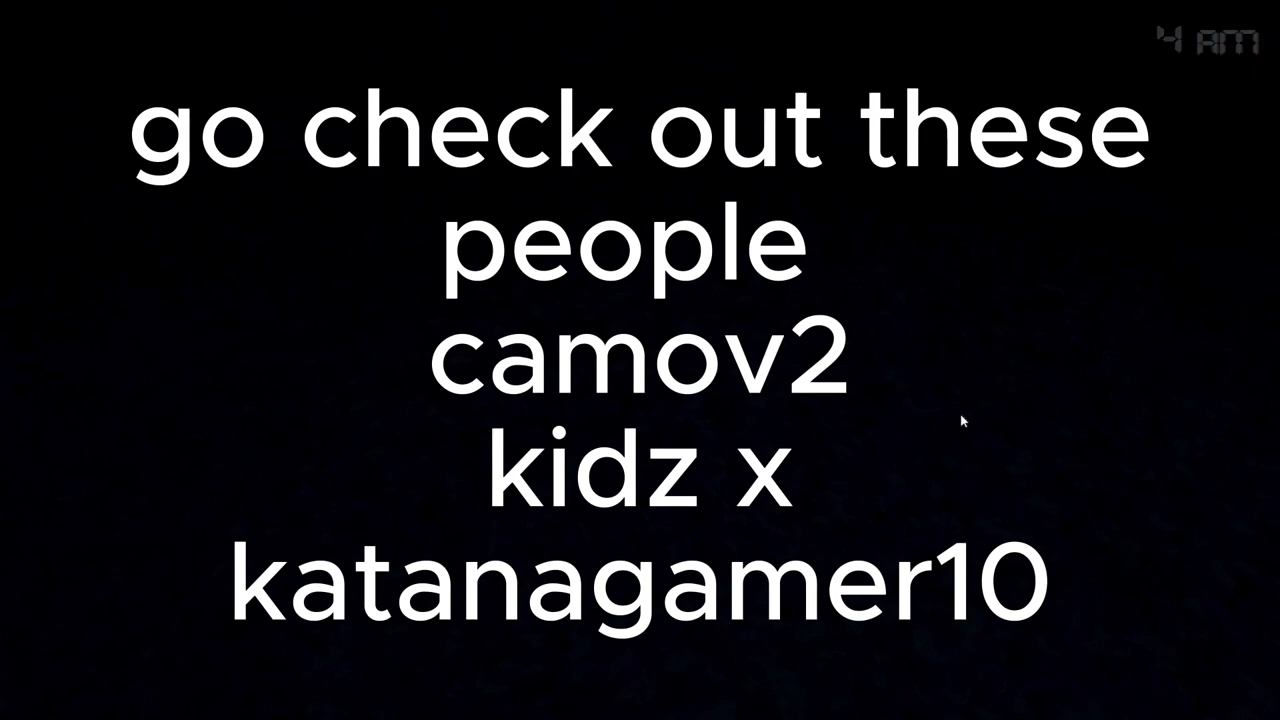 4 AM
go check out these
people
camov2
kidz x
katanagamer10